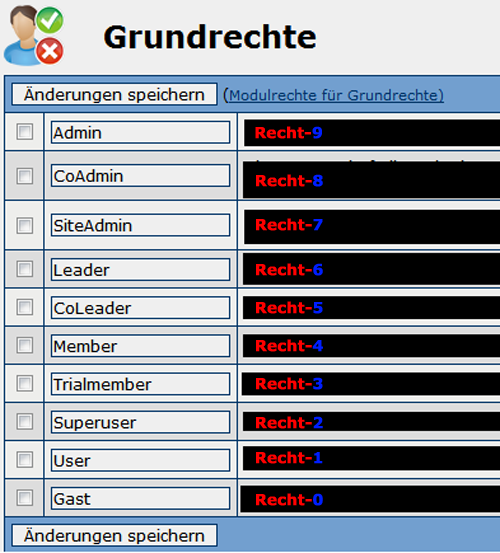 Grundrechte
Änderungen speichern (Modulrechte für Grundrechte)
Admin Recht-9
CoAdmin Recht-8
SiteAdmin Recht-7
Leader Recht-6
CoLeader Recht-5
Member Recht-4
Trialmember Recht-3
Superuser Recht-2
User Recht-1
Gast Recht-0
Änderungen speichern